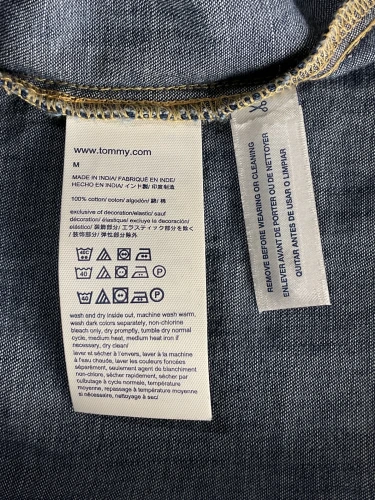 www.tommy.com
M
MADE IN INDIA/ FABRIQUÉ EN INDE/
HECHO EN INDIA/ インド製/ 印度制造
100% cotton/ coton/ algodón/ 綿/ 棉
exclusive of decoration/elastic/ sauf
décoration/ élastique/ excluye la decoración/
elástico/ 装飾部分/ エラスティック部分を除く
/ 装饰部分/ 弹性部分除外
40
P
40
P
wash and dry inside out, machine wash warm,
wash dark colors separately, non-chlorine
bleach only, dry promptly, tumble dry normal
cycle, medium heat, medium heat iron if
necessary, dry clean/
laver et sécher à l'envers, laver à la machine
à l'eau chaude, laver les couleurs foncées
séparément, seulement agent de blanchiment
non-chlore, sécher rapidement, sécher par
culbutage à cycle normale, température
moyenne, repassage à température moyenne
si nécessaire, nettoyage à sec/
REMOVE BEFORE WEARING OR CLEANING
ENLEVER AVANT DE PORTER OU DE NETTOYER
QUITAR ANTES DE USAR O LIMPIAR